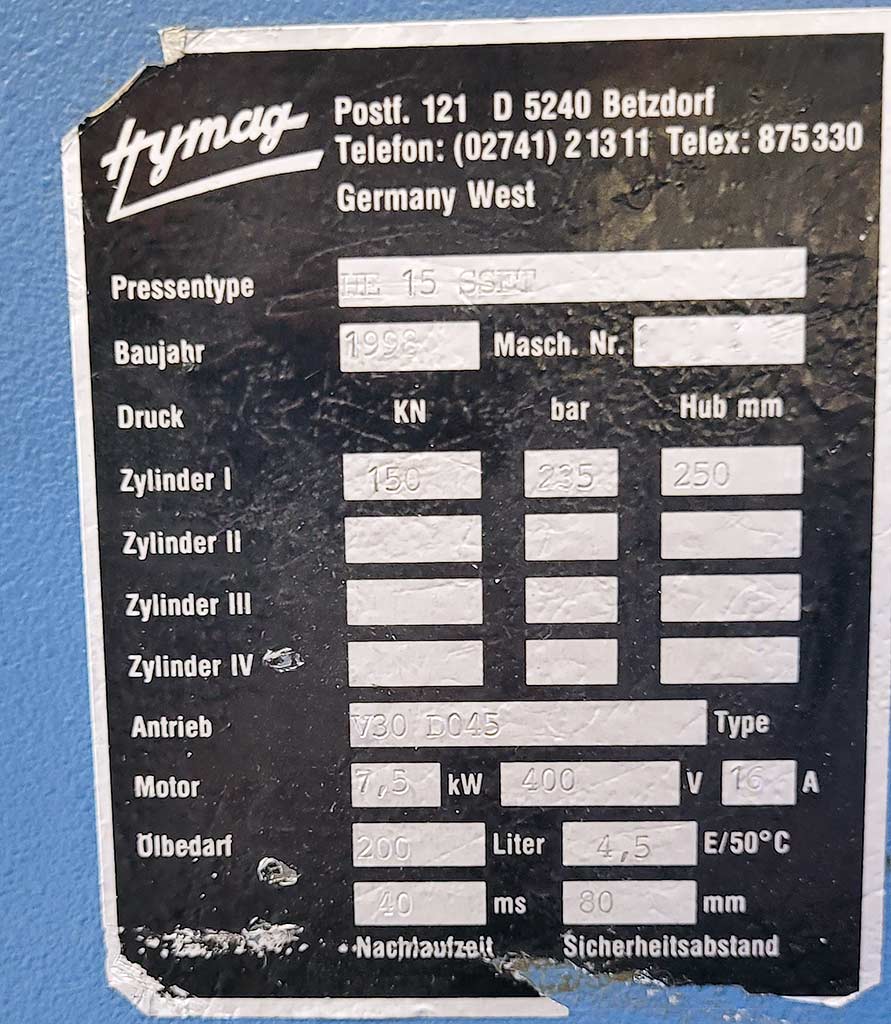 Hymag
Postf. 121 D 5240 Betzdorf
Telefon: (02741) 21311 Telex: 875330
Germany West
Pressentype HE 15 SSET
Baujahr 1998 Masch. Nr.
Druck KN bar Hub mm
Zylinder I 150 235 250
Zylinder II
Zylinder III
Zylinder IV
Antrieb V30 D045 Type
Motor 7,5 kW 400 V 16 A
Ölbedarf 200 Liter 4,5 E/50°C
40 ms 80 mm
Nachlaufzeit Sicherheitsabstand